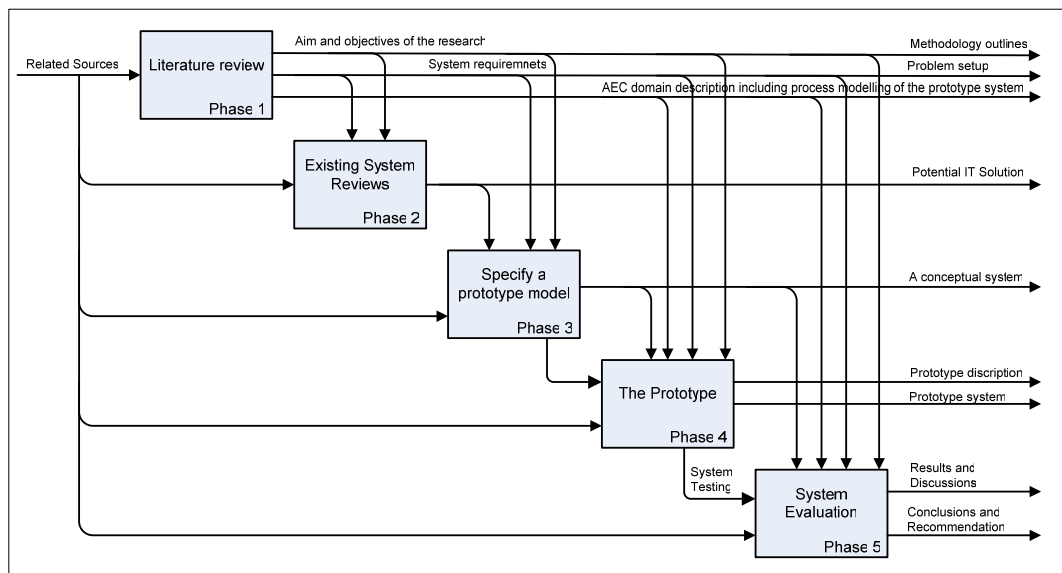 Aim and objectives of the research
Methodology outlines
Related Sources
Literature review
Phase 1
System requiremnets
Problem setup
AEC domain description including process modelling of the prototype system
Existing System
Reviews
Phase 2
Potential IT Solution
Specify a
prototype model
Phase 3
A conceptual system
The Prototype
Phase 4
Prototype discription
Prototype system
System
Testing
System
Evaluation
Phase 5
Results and
Discussions
Conclusions and
Recommendation